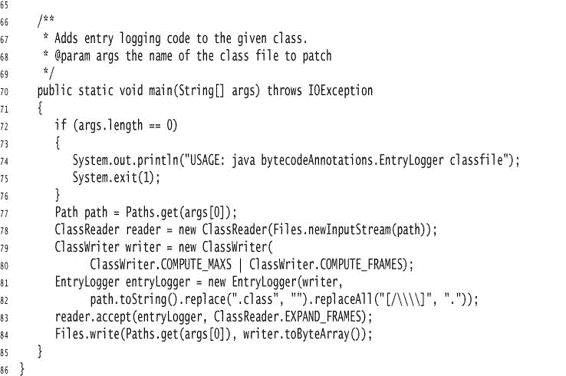 65
66 /**
67 * Adds entry logging code to the given class.
68 * @param args the name of the class file to patch
69 */
70 public static void main(String[] args) throws IOException
71 {
72 if (args.length == 0)
73 {
74 System.out.println("USAGE: java bytecodeAnnotations.EntryLogger classfile");
75 System.exit(1);
76 }
77 Path path = Paths.get(args[0]);
78 ClassReader reader = new ClassReader(Files.newInputStream(path));
79 ClassWriter writer = new ClassWriter(
80 ClassWriter.COMPUTE_MAXS | ClassWriter.COMPUTE_FRAMES);
81 EntryLogger entryLogger = new EntryLogger(writer,
82 path.toString().replace(".class", "").replaceAll("[/\\\\]", "."));
83 reader.accept(entryLogger, ClassReader.EXPAND_FRAMES);
84 Files.write(Paths.get(args[0]), writer.toByteArray());
85 }
86 }